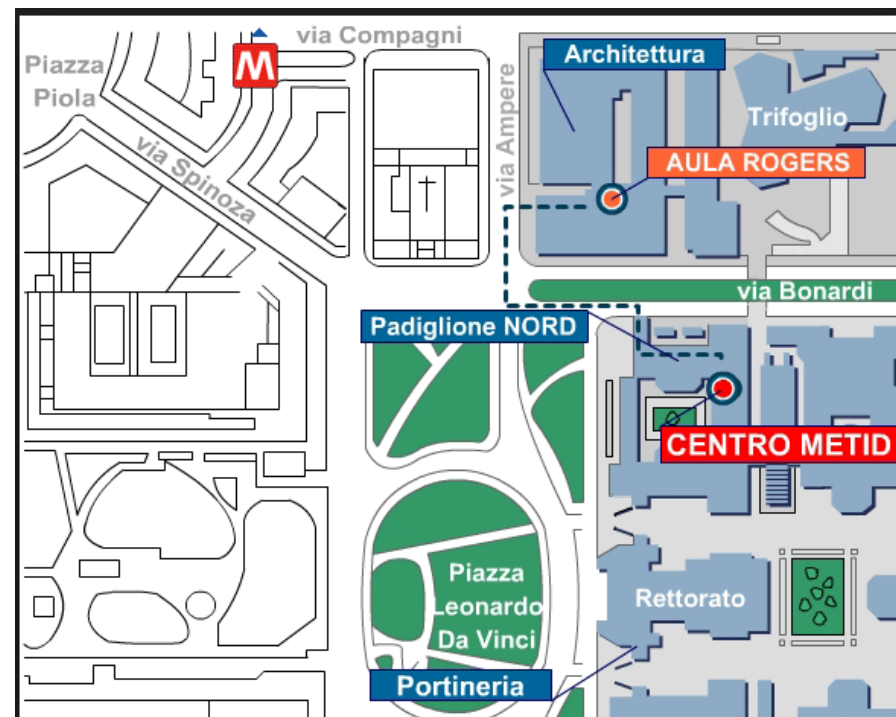 via Compagni
M
Piazza
Piola
via Spinoza
via Ampere
Architettura
Trifoglio
AULA ROGERS
via Bonardi
Padiglione NORD
CENTRO METID
Piazza
Leonardo
Da Vinci
Rettorato
Portineria